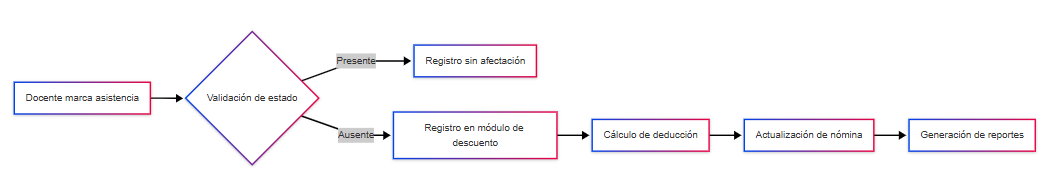 Docente marca asistencia
Validación de estado
Presente
Registro sin afectación
Ausente
Registro en módulo de
descuento
Cálculo de deducción
Actualización de nómina
Generación de reportes